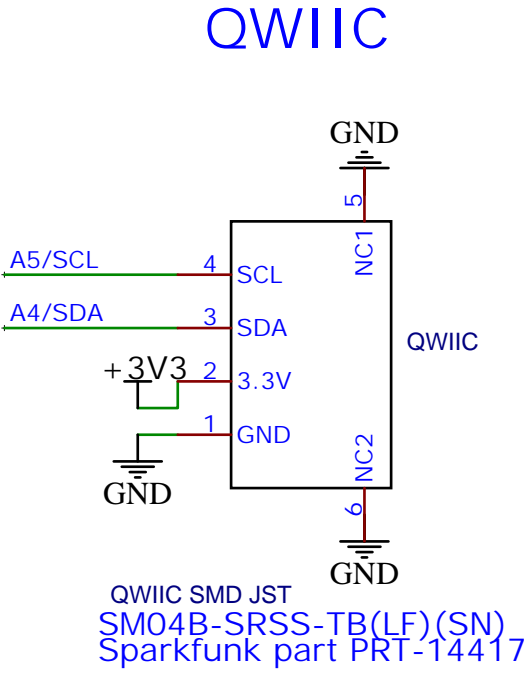 QWIIC
GND
5
NC1
A5/SCL
4
SCL
A4/SDA
3
SDA
QWIIC
+3V3
2
3.3V
1
GND
NC2
GND
6
GND
QWIIC SMD JST
SM04B-SRSS-TB(LF)(SN)
Sparkfunk part PRT-14417